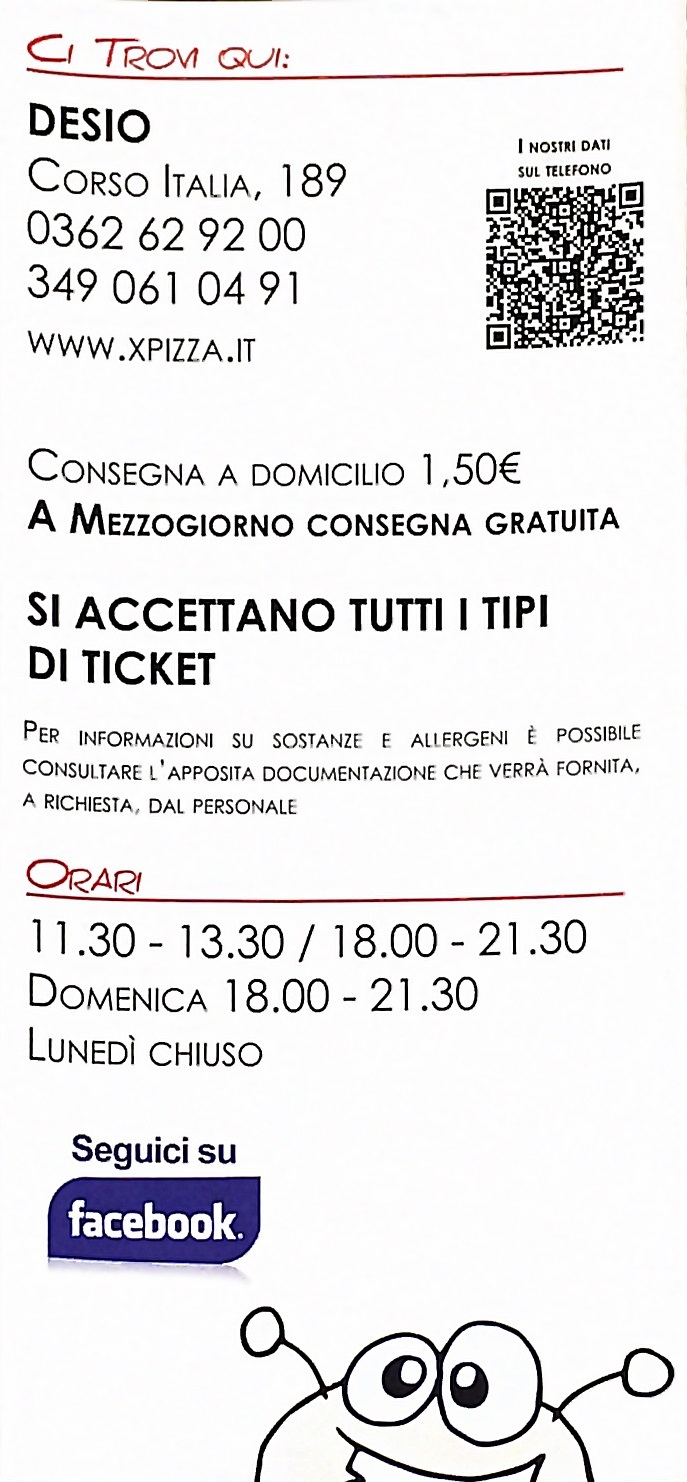 Ci Trovi qui:
DESIO
I nostri dati
sul telefono
Corso Italia, 189
0362 62 92 00
349 061 04 91
www.xpizza.it
Consegna a domicilio 1,50€
A Mezzogiorno consegna gratuita
SI ACCETTANO TUTTI I TIPI
DI TICKET
Per informazioni su sostanze e allergeni è possibile
consultare l'apposita documentazione che verrà fornita,
a richiesta, dal personale
Orari
11.30 - 13.30 / 18.00 - 21.30
Domenica 18.00 - 21.30
Lunedì chiuso
Seguici su
facebook.